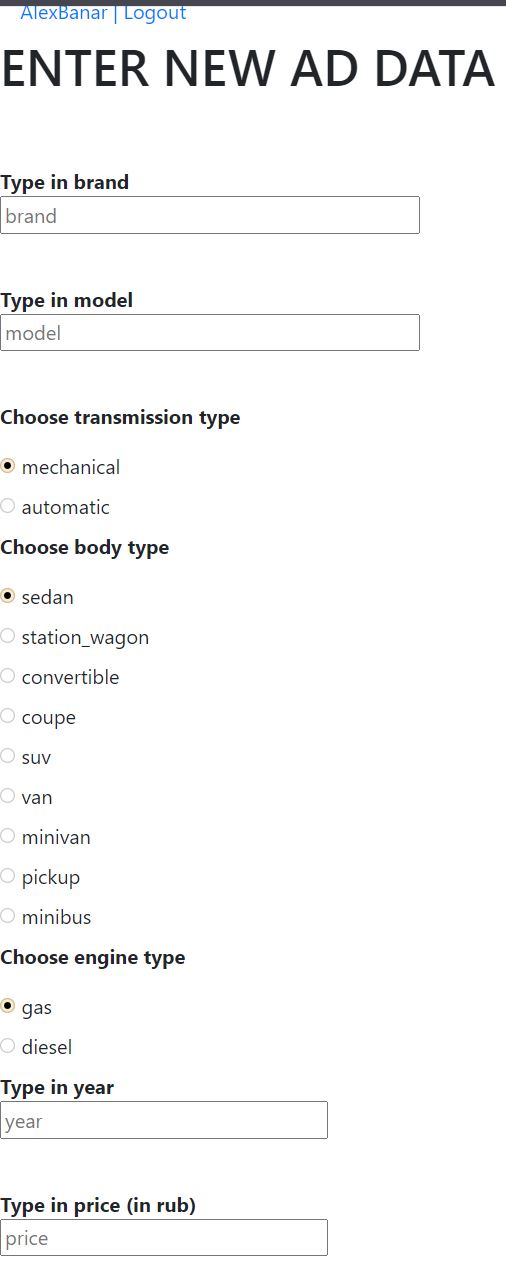 AlexBanar | Logout
ENTER NEW AD DATA
Type in brand
brand
Type in model
model
Choose transmission type
mechanical
automatic
Choose body type
sedan
station_wagon
convertible
coupe
suv
van
minivan
pickup
minibus
Choose engine type
gas
diesel
Type in year
year
Type in price (in rub)
price